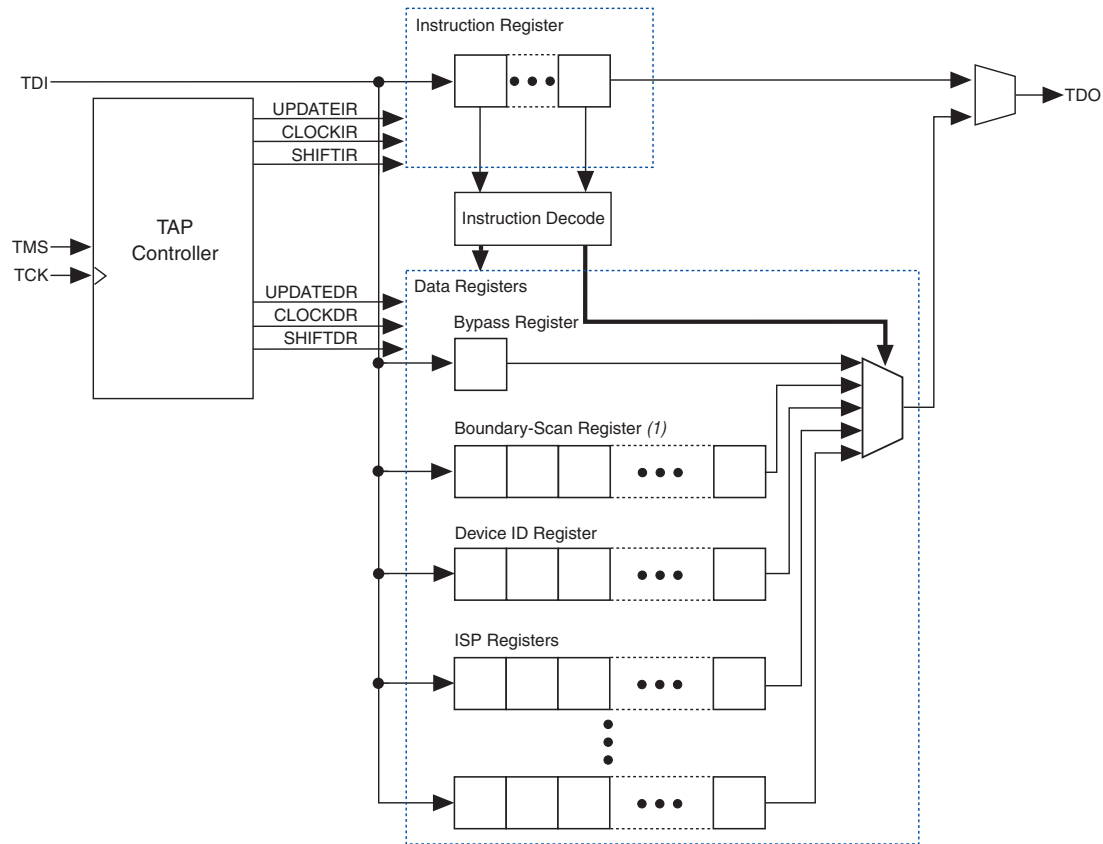 Instruction Register
TDI
UPDATEIR
CLOCKIR
SHIFTIR
TDO
TAP
Controller
Instruction Decode
TMS
TCK
UPDATEDR
CLOCKDR
SHIFTDR
Data Registers
Bypass Register
Boundary-Scan Register (1)
Device ID Register
ISP Registers